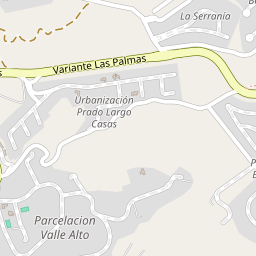 La Serranía
Variante Las Palmas
s
Urbanización
Prado Largo
Casas
P
Parcelacion
Valle Alto